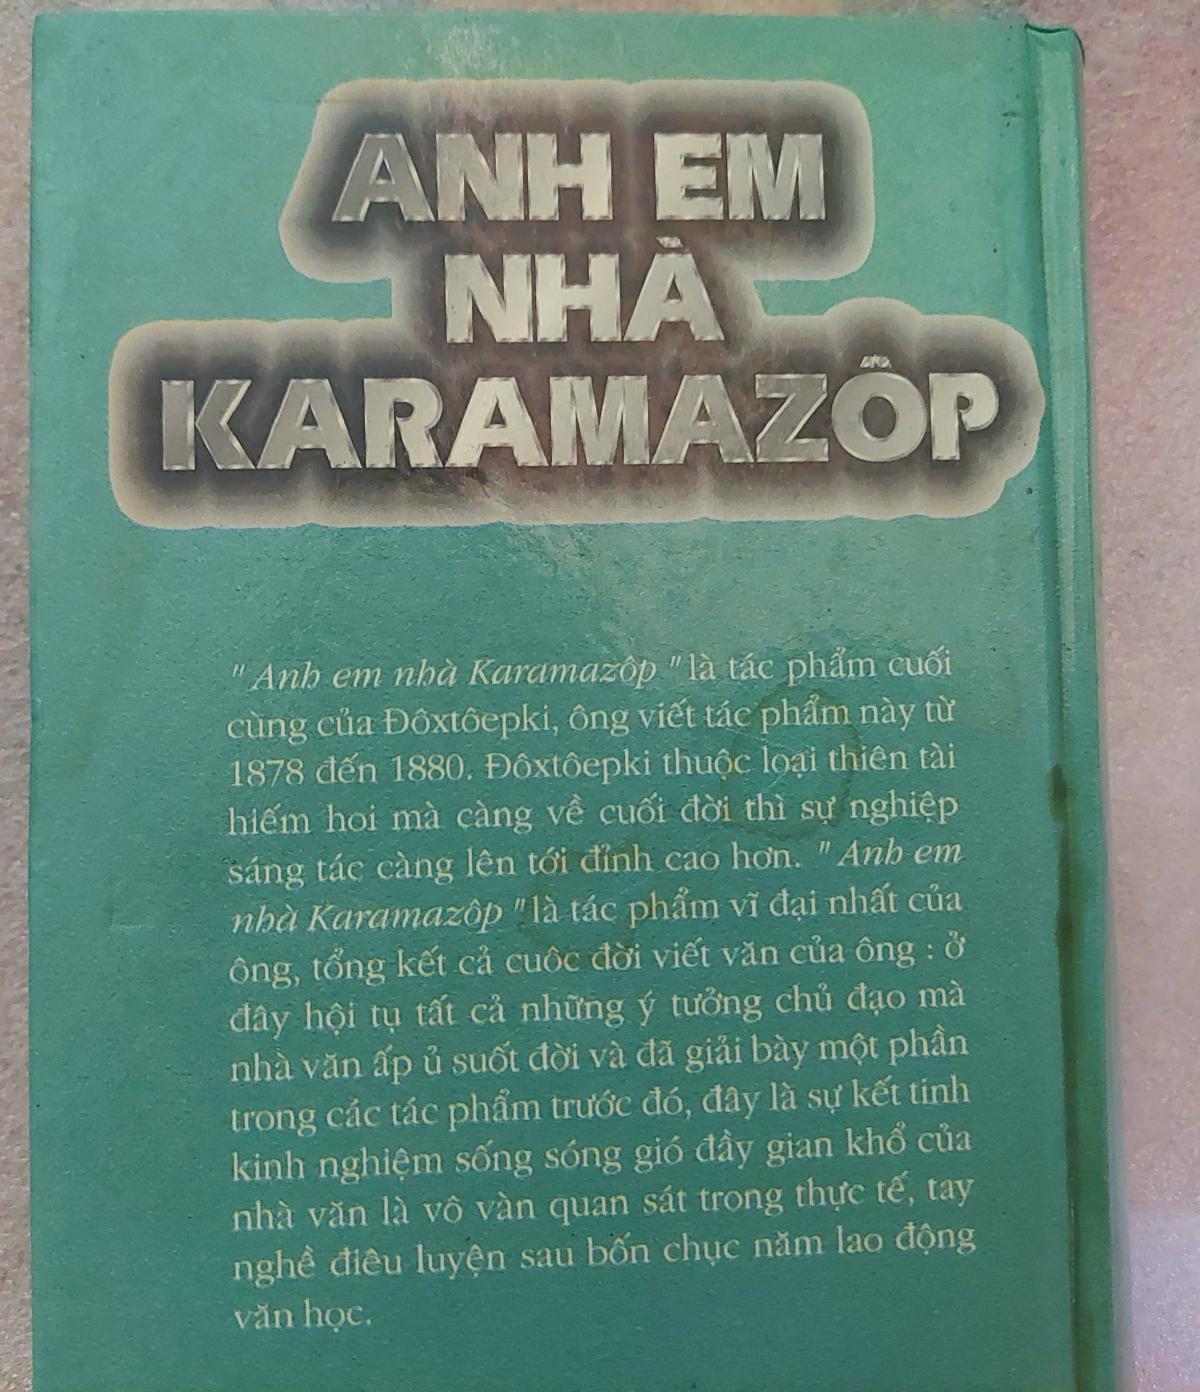 ANH EM
NHÀ
KARAMAZỐP
" Anh em nhà Karamazôp " là tác phẩm cuối
cùng của Đôxtôepki, ông viết tác phẩm này từ
1878 đến 1880. Đôxtôepki thuộc loại thiên tài
hiếm hoi mà càng về cuối đời thì sự nghiệp
sáng tác càng lên tới đỉnh cao hơn. " Anh em
nhà Karamazôp " là tác phẩm vĩ đại nhất của
ông, tổng kết cả cuôc đời viết văn của ông : ở
đây hội tụ tất cả những ý tưởng chủ đạo mà
nhà văn ấp ủ suốt đời và đã giải bày một phần
trong các tác phẩm trước đó, đây là sự kết tinh
kinh nghiệm sống sóng gió đầy gian khổ của
nhà văn là vô vàn quan sát trong thực tế, tay
nghề điêu luyện sau bốn chục năm lao động
văn học.